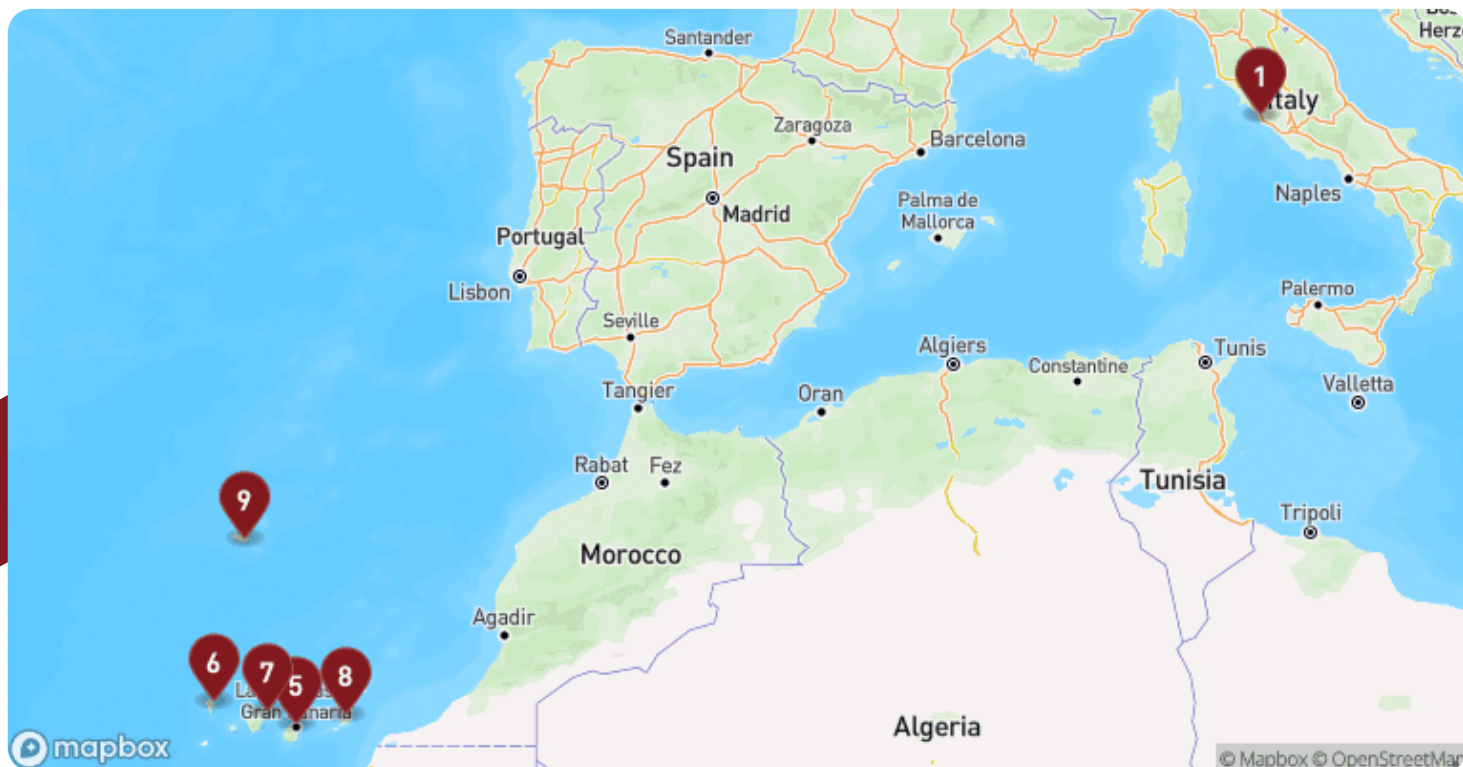 Santander
Herz
1
Italy
Zaragoza
Barcelona
Spain
Naples
Palma de
Mallorca
Madrid
Portugal
Lisbon
Palermo
Seville
Algiers
Tunis
Constantine
Tangier
Oran
Valletta
Rabat
Fez
Tunisia
9
Tripoli
Morocco
Agadir
6
7
5
8
Gran Canaria
Algeria
mapbox
© Mapbox © OpenStreetMap